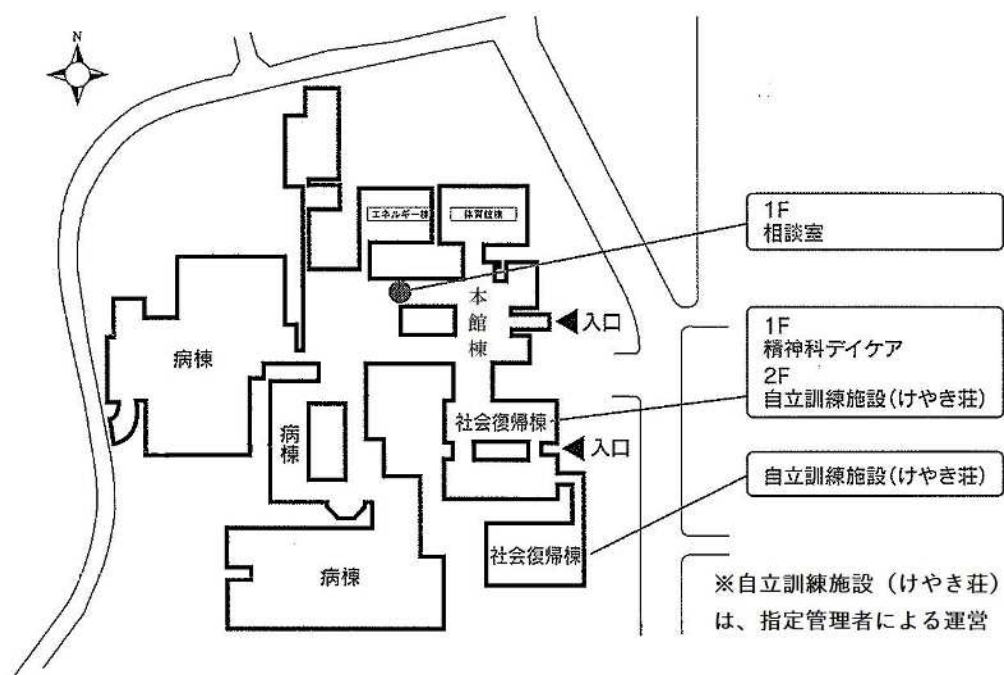 N
エネルギー棟
体育館棟
1F
相談室
本館棟
入口
1F
精神科デイケア
2F
自立訓練施設(けやき荘)
病棟
病棟
社会復帰棟
入口
自立訓練施設(けやき荘)
病棟
社会復帰棟
※自立訓練施設（けやき荘）
は、指定管理者による運営